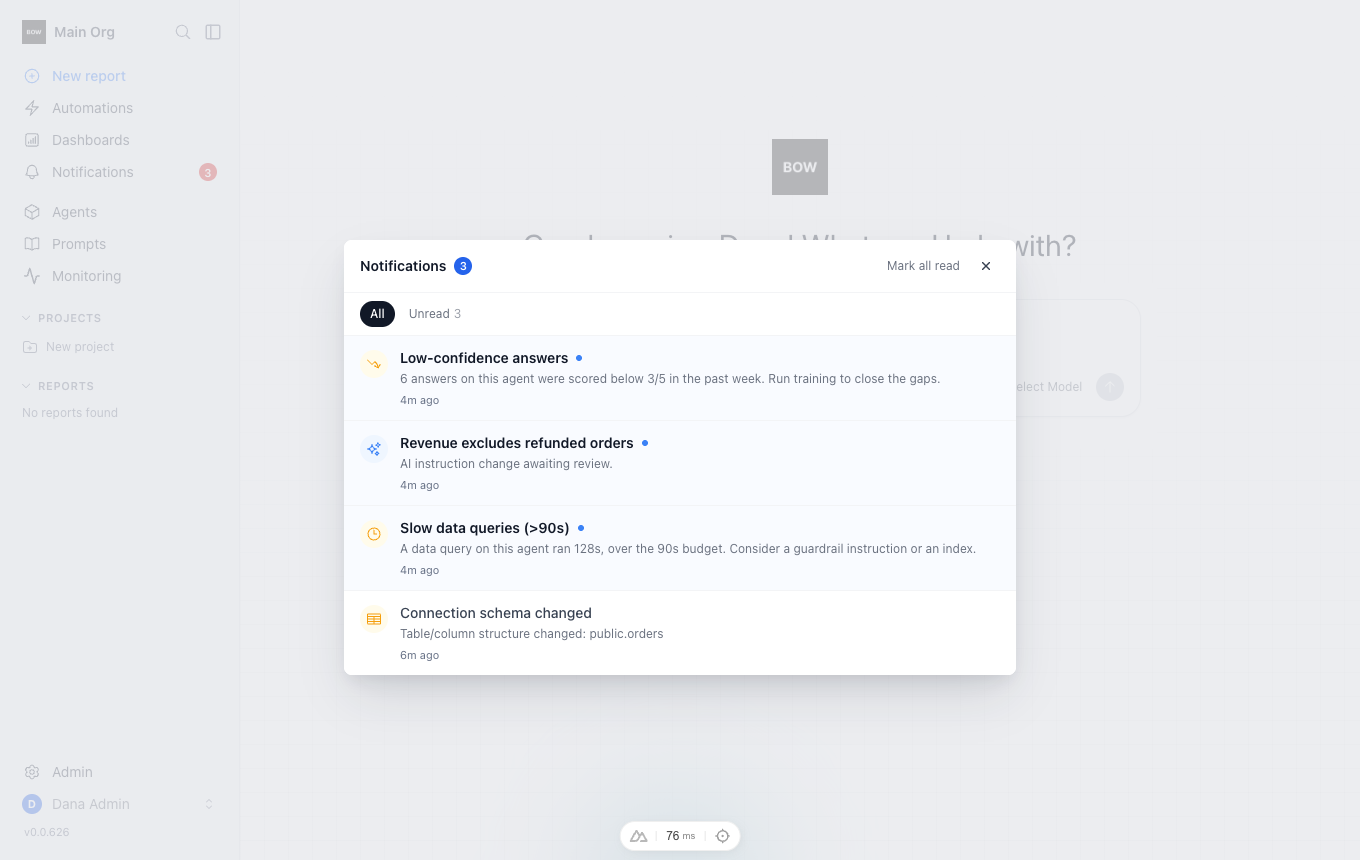 BOW
Main Org
New report
Automations
Dashboards
Notifications
3
Agents
Prompts
Monitoring
PROJECTS
New project
REPORTS
No reports found
Admin
D
Dana Admin
v0.0.626
BOW
with?
elect Model
Notifications 3
Mark all read
All
Unread 3
Low-confidence answers
6 answers on this agent were scored below 3/5 in the past week. Run training to close the gaps.
4m ago
Revenue excludes refunded orders
AI instruction change awaiting review.
4m ago
Slow data queries (>90s)
A data query on this agent ran 128s, over the 90s budget. Consider a guardrail instruction or an index.
4m ago
Connection schema changed
Table/column structure changed: public.orders
6m ago
76 ms